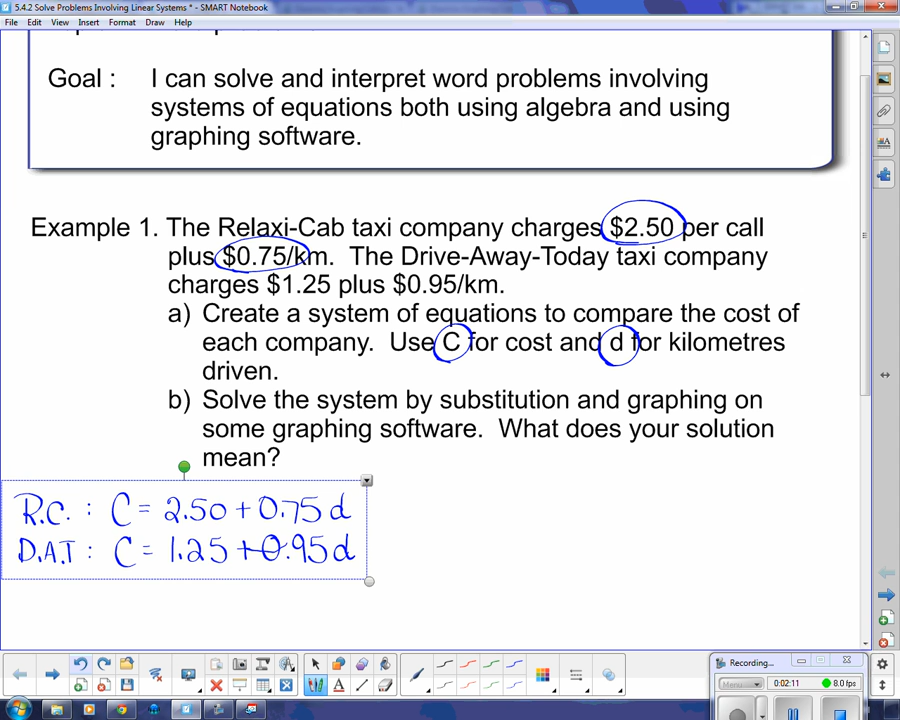 5.4.2 Solve Problems Involving Linear Systems * - SMART Notebook
File Edit View Insert Format Draw Help
Goal : I can solve and interpret word problems involving
systems of equations both using algebra and using
graphing software.
Example 1. The Relaxi-Cab taxi company charges $2.50 per call
plus $0.75/km. The Drive-Away-Today taxi company
charges $1.25 plus $0.95/km.
a) Create a system of equations to compare the cost of
each company. Use C for cost and d for kilometres
driven.
b) Solve the system by substitution and graphing on
some graphing software. What does your solution
mean?
R.C. : C = 2.50 + 0.75 d
D.A.T : C = 1.25 + 0.95 d
Recording...
Menu
0:02:11 8.0 fps